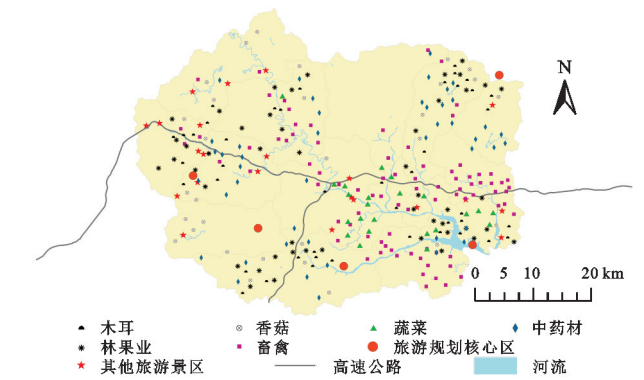 N
0 5 10 20 km
木耳 香菇 蔬菜 中药材
林果业 畜禽 旅游规划核心区
其他旅游景区 高速公路 河流